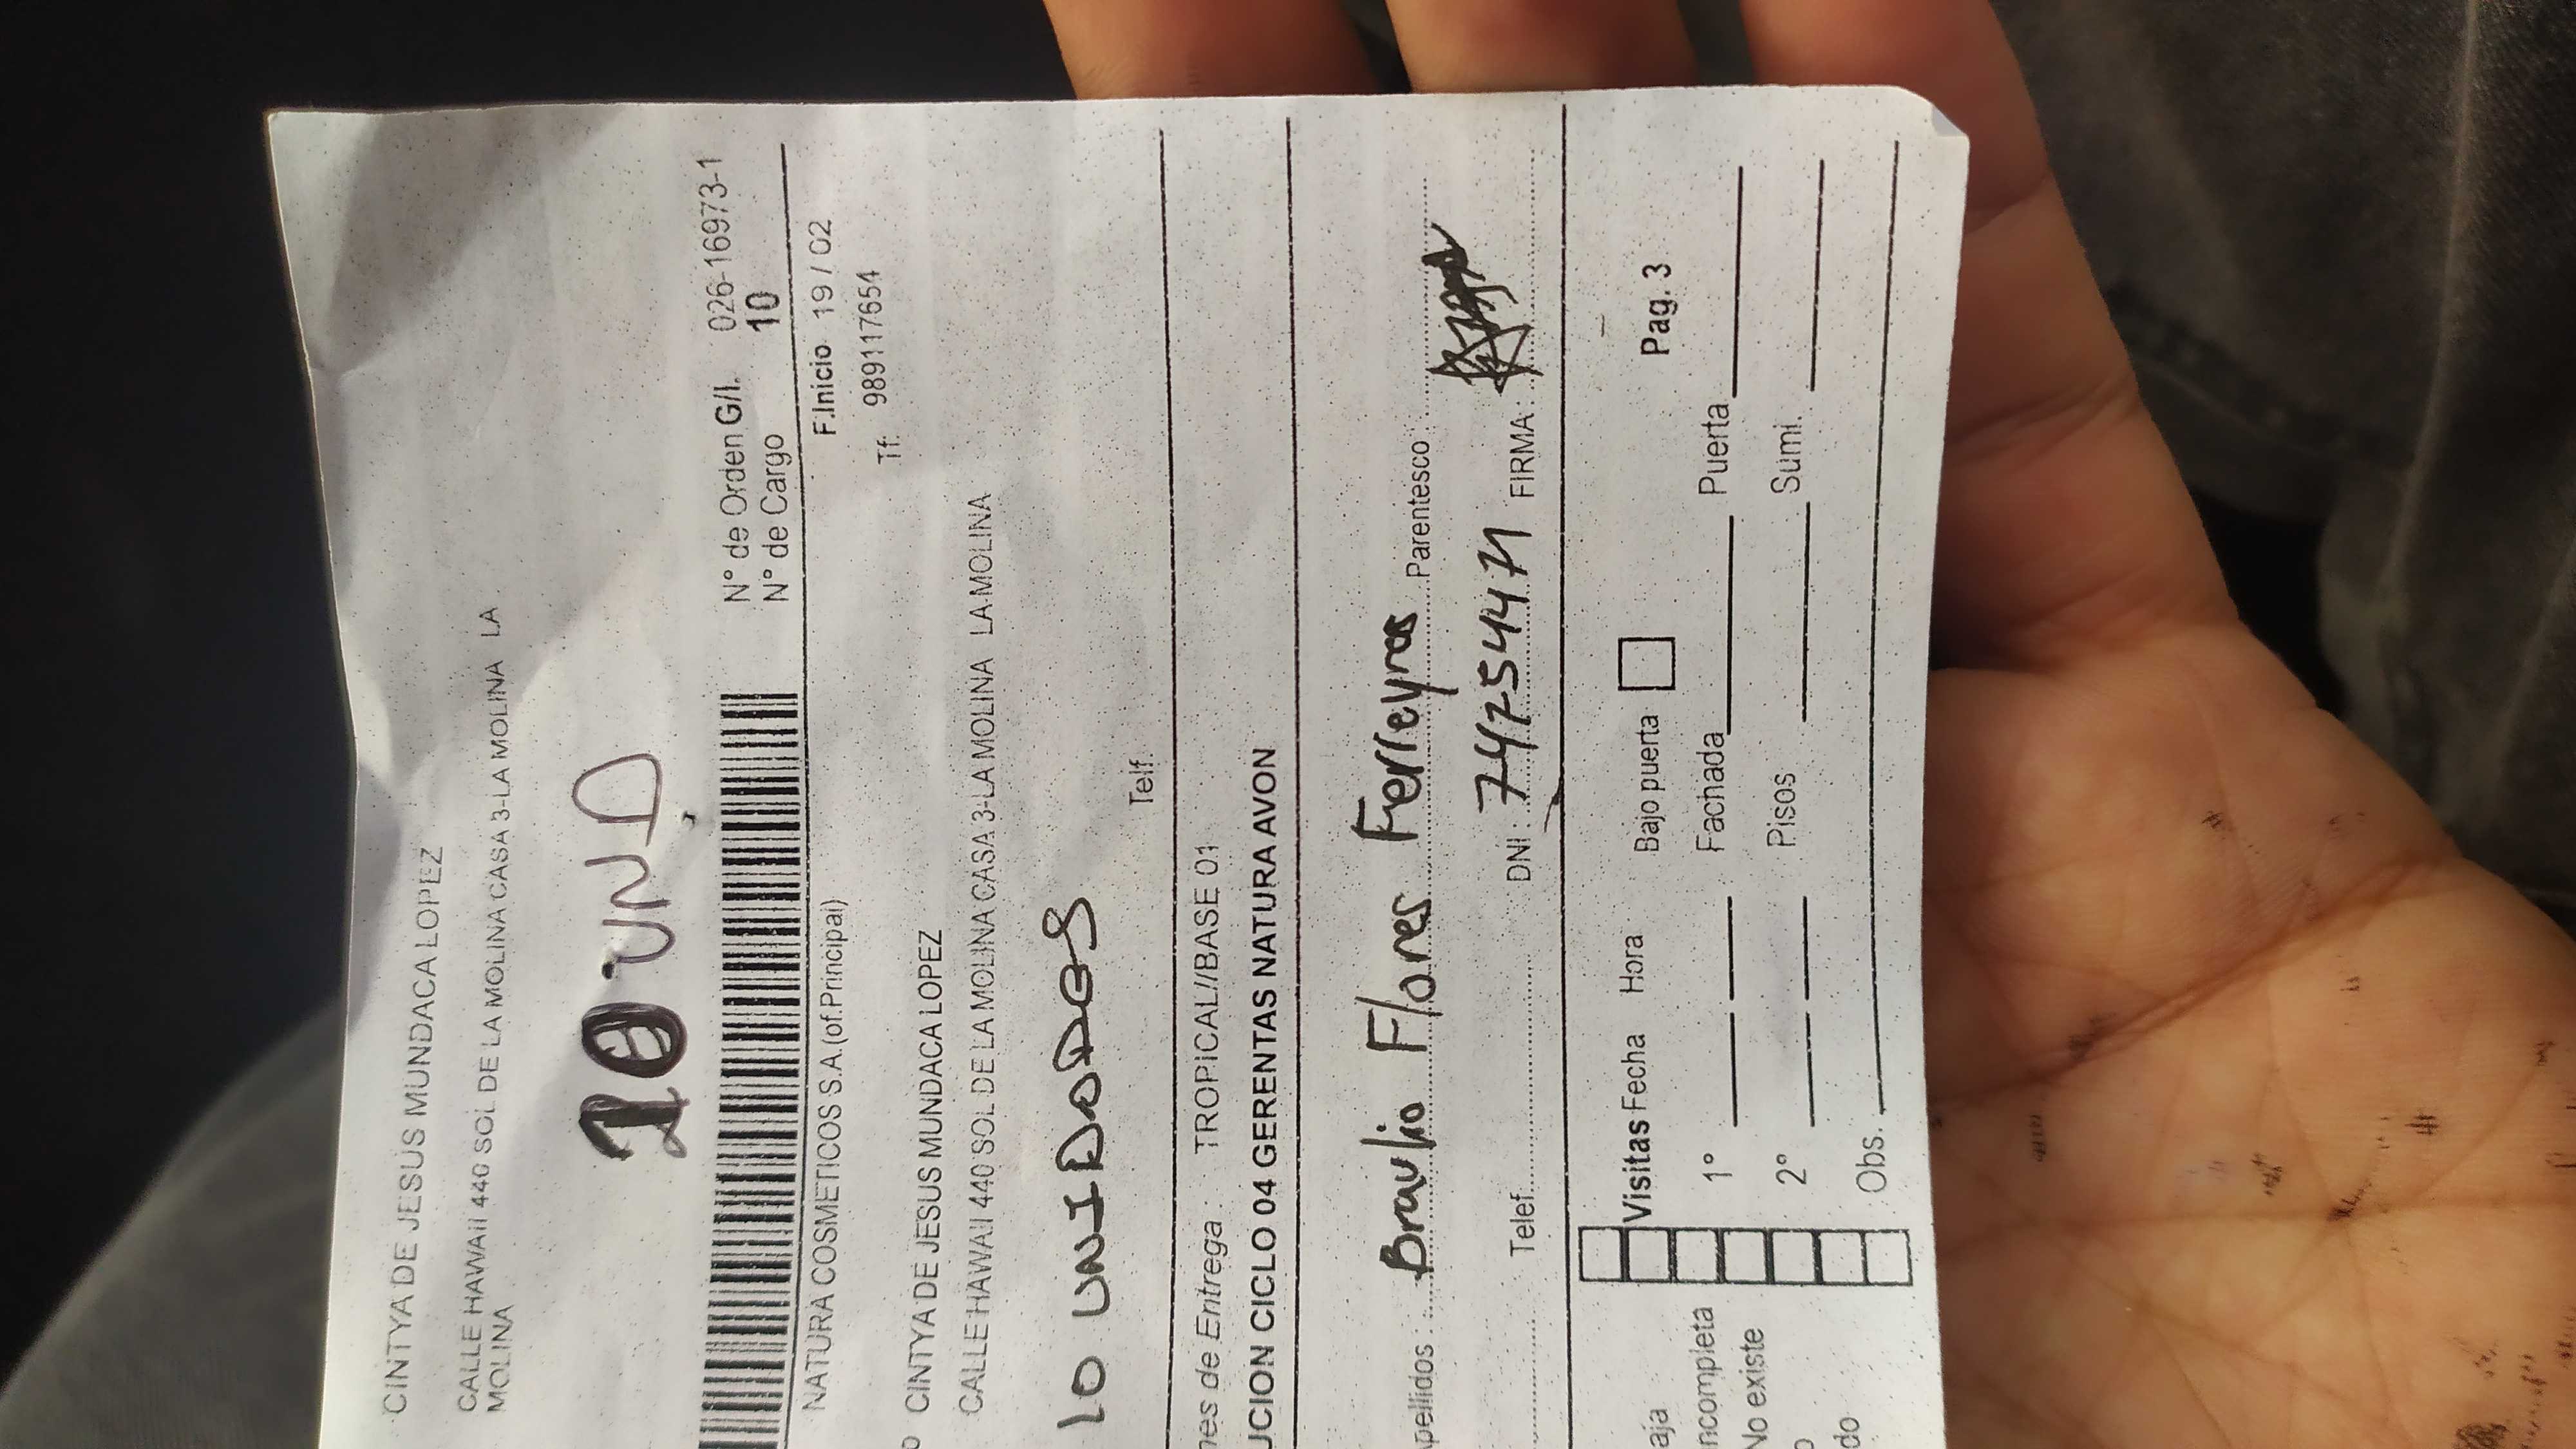 CINTYA DE JESUS MUNDACA LOPEZ
CALLE HAWAII 440 SOL DE LA MOLINA CASA 3-LA MOLINA LA
MOLINA
10 UND
N° de Orden G/I. 026-16973-1
N° de Cargo 10
NATURA COSMETICOS S.A.(of.Principal) F.Inicio 19 / 02
Tf. 989117654
CINTYA DE JESUS MUNDACA LOPEZ
CALLE HAWAII 440 SOL DE LA MOLINA CASA 3-LA MOLINA LA MOLINA
10 UNIDADES
Telf.
nes de Entrega : TROPICAL//BASE 01
UCION CICLO 04 GERENTAS NATURA AVON
pellidos : Braulio Flores Ferreyros Parentesco
Telef. DNI : FIRMA :
Bajo puerta Pag. 3
Visitas Fecha Hora Fachada Puerta
1°
2° Pisos Sumi.
Obs.
aja
ncompleta
No existe
o
do